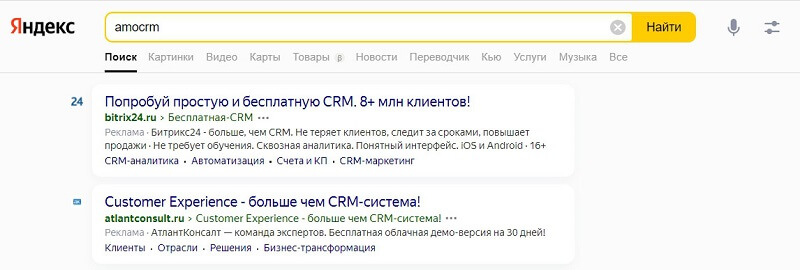 Яндекс
amocrm
Найти
Поиск Картинки Видео Карты Товары β Новости Переводчик Кью Услуги Музыка Все
24
Попробуй простую и бесплатную CRM. 8+ млн клиентов!
bitrix24.ru › Бесплатная-CRM
Реклама · Битрикс24 - больше, чем CRM. Не теряет клиентов, следит за сроками, повышает
продажи · Не требует обучения. Сквозная аналитика. Понятный интерфейс. iOS и Android · 16+
CRM-аналитика • Автоматизация • Счета и КП • CRM-маркетинг
Customer Experience - больше чем CRM-система!
atlantconsult.ru › Customer Experience - больше чем CRM-система!
Реклама · АтлантКонсалт — команда экспертов. Бесплатная облачная демо-версия на 30 дней!
Клиенты · Отрасли · Решения · Бизнес-трансформация